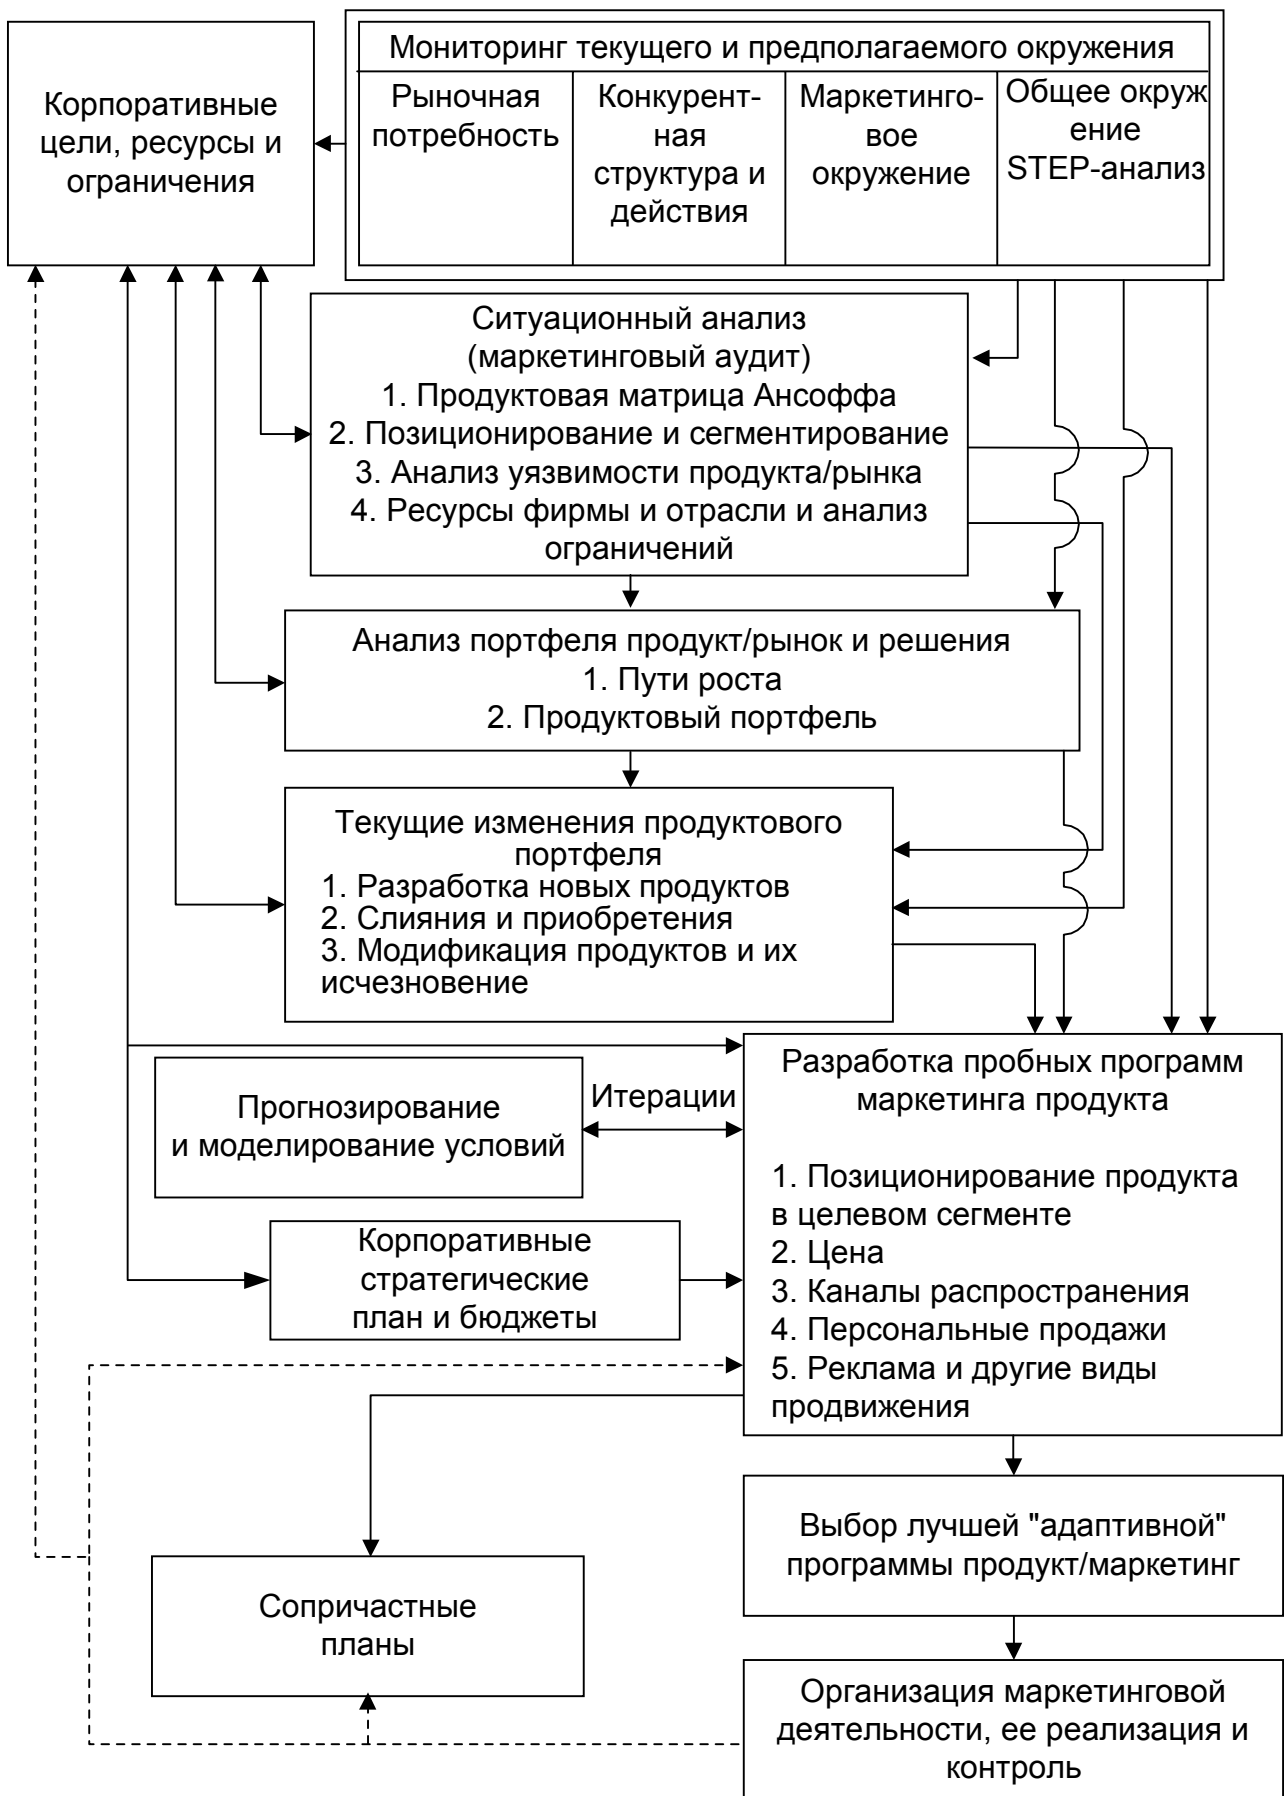 Корпоративные
цели, ресурсы и
ограничения
Мониторинг текущего и предполагаемого окружения
Рыночная
потребность
Конкурент-
ная
структура и
действия
Маркетинго-
вое
окружение
Общее окруж
ение
STEP-анализ
Ситуационный анализ
(маркетинговый аудит)
1. Продуктовая матрица Ансоффа
2. Позиционирование и сегментирование
3. Анализ уязвимости продукта/рынка
4. Ресурсы фирмы и отрасли и анализ
ограничений
Анализ портфеля продукт/рынок и решения
1. Пути роста
2. Продуктовый портфель
Текущие изменения продуктового
портфеля
1. Разработка новых продуктов
2. Слияния и приобретения
3. Модификация продуктов и их
исчезновение
Прогнозирование
и моделирование условий
Итерации
Разработка пробных программ
маркетинга продукта
1. Позиционирование продукта
в целевом сегменте
2. Цена
3. Каналы распространения
4. Персональные продажи
5. Реклама и другие виды
продвижения
Корпоративные
стратегические
план и бюджеты
Выбор лучшей "адаптивной"
программы продукт/маркетинг
Сопричастные
планы
Организация маркетинговой
деятельности, ее реализация и
контроль